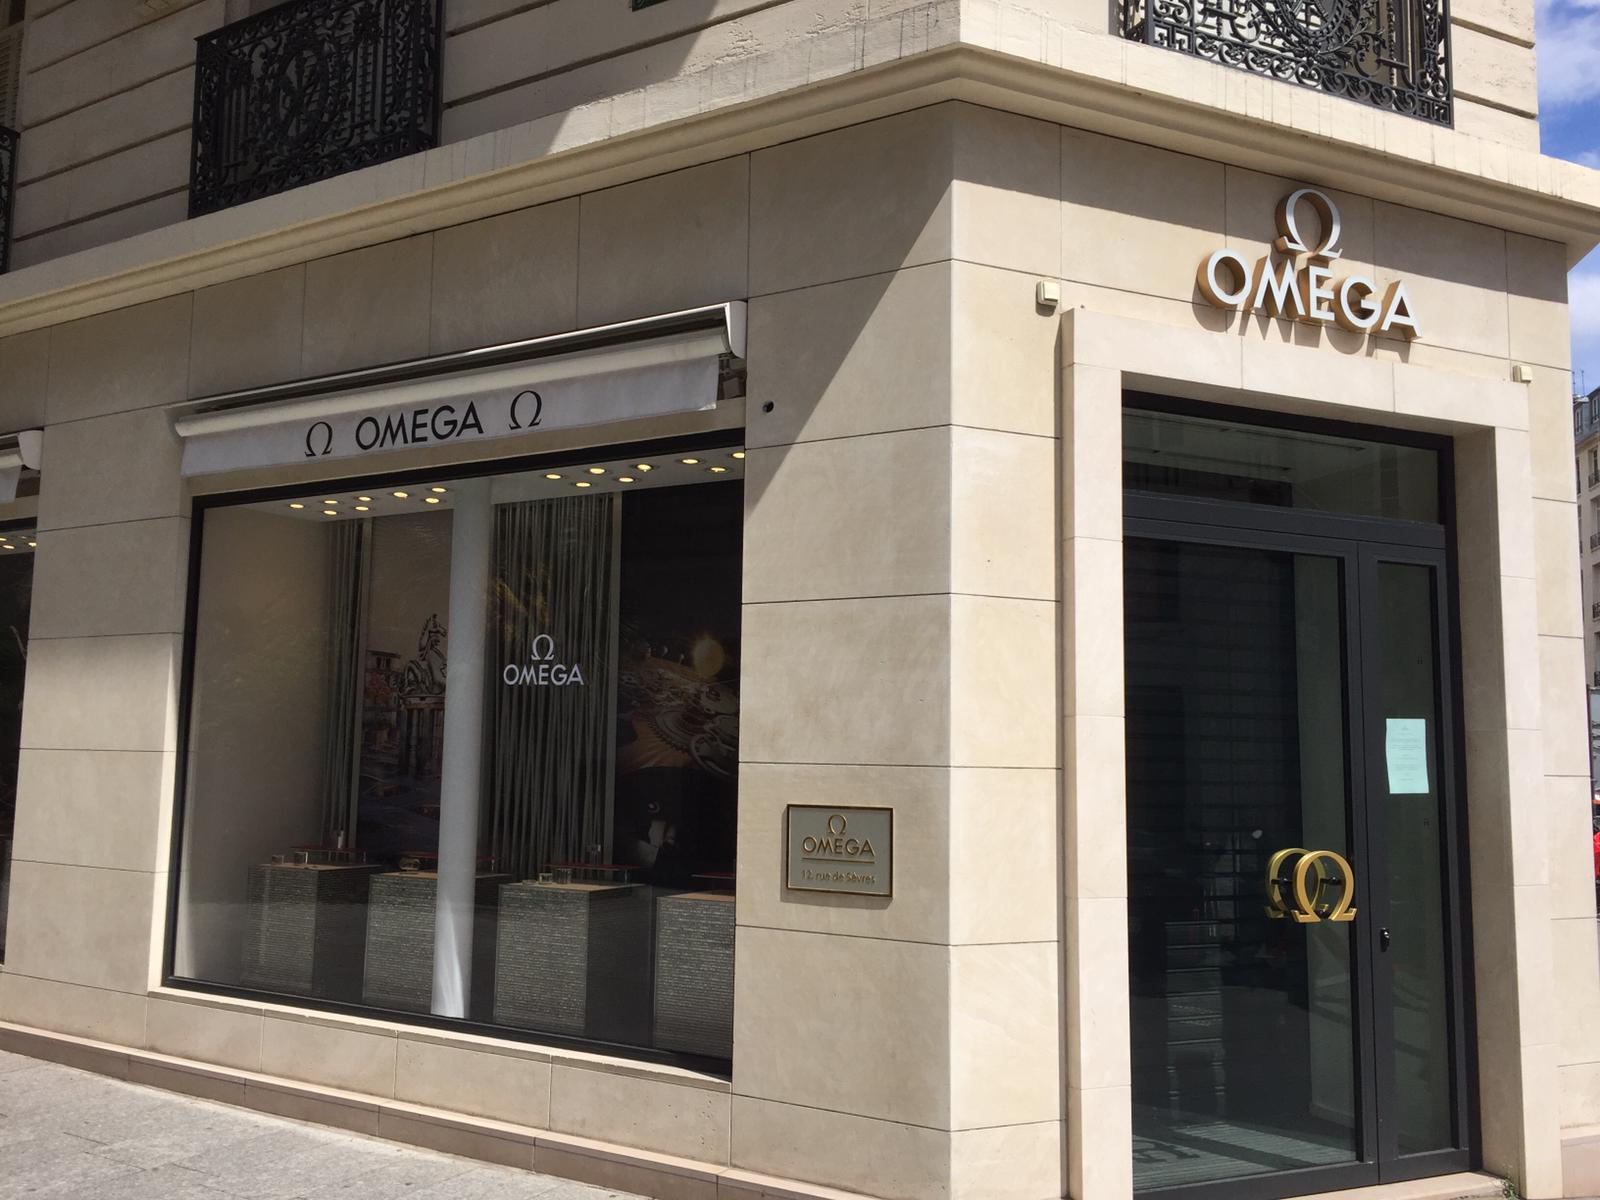 Ω
OMEGA
Ω OMEGA Ω
Ω
OMEGA
Ω
OMEGA
12, rue de Sèvres